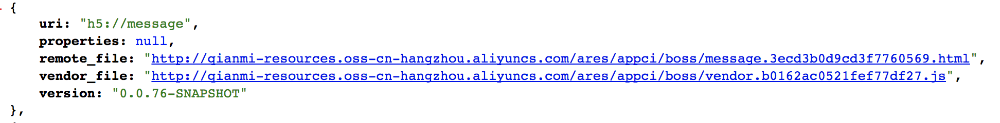 {
uri: "h5://message",
properties: null,
remote_file: "http://qianmi-resources.oss-cn-hangzhou.aliyuncs.com/ares/appci/boss/message.3ecd3b0d9cd3f7760569.html",
vendor_file: "http://qianmi-resources.oss-cn-hangzhou.aliyuncs.com/ares/appci/boss/vendor.b0162ac0521fef77df27.js",
version: "0.0.76-SNAPSHOT"
},